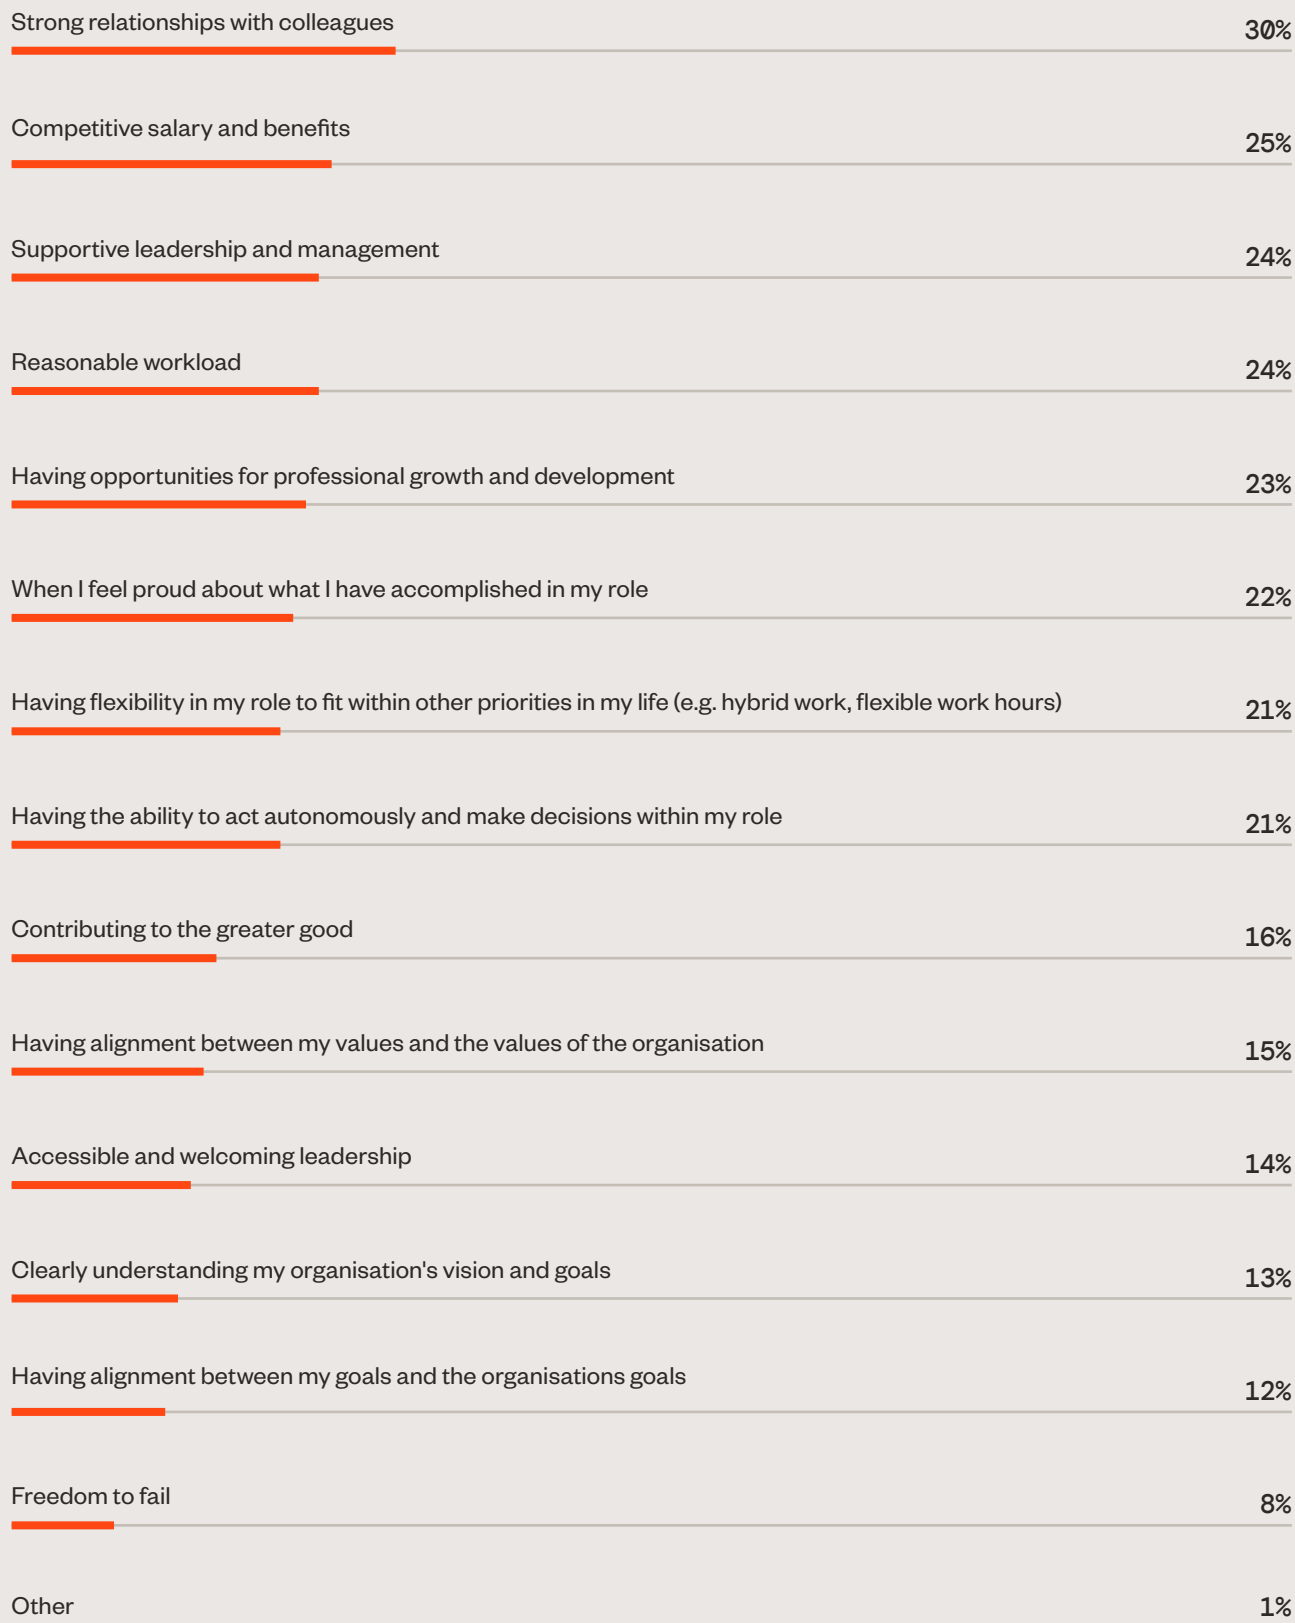 Strong relationships with colleagues
30%
Competitive salary and benefits
25%
Supportive leadership and management
24%
Reasonable workload
24%
Having opportunities for professional growth and development
23%
When I feel proud about what I have accomplished in my role
22%
Having flexibility in my role to fit within other priorities in my life (e.g. hybrid work, flexible work hours)
21%
Having the ability to act autonomously and make decisions within my role
21%
Contributing to the greater good
16%
Having alignment between my values and the values of the organisation
15%
Accessible and welcoming leadership
14%
Clearly understanding my organisation's vision and goals
13%
Having alignment between my goals and the organisations goals
12%
Freedom to fail
8%
Other
1%